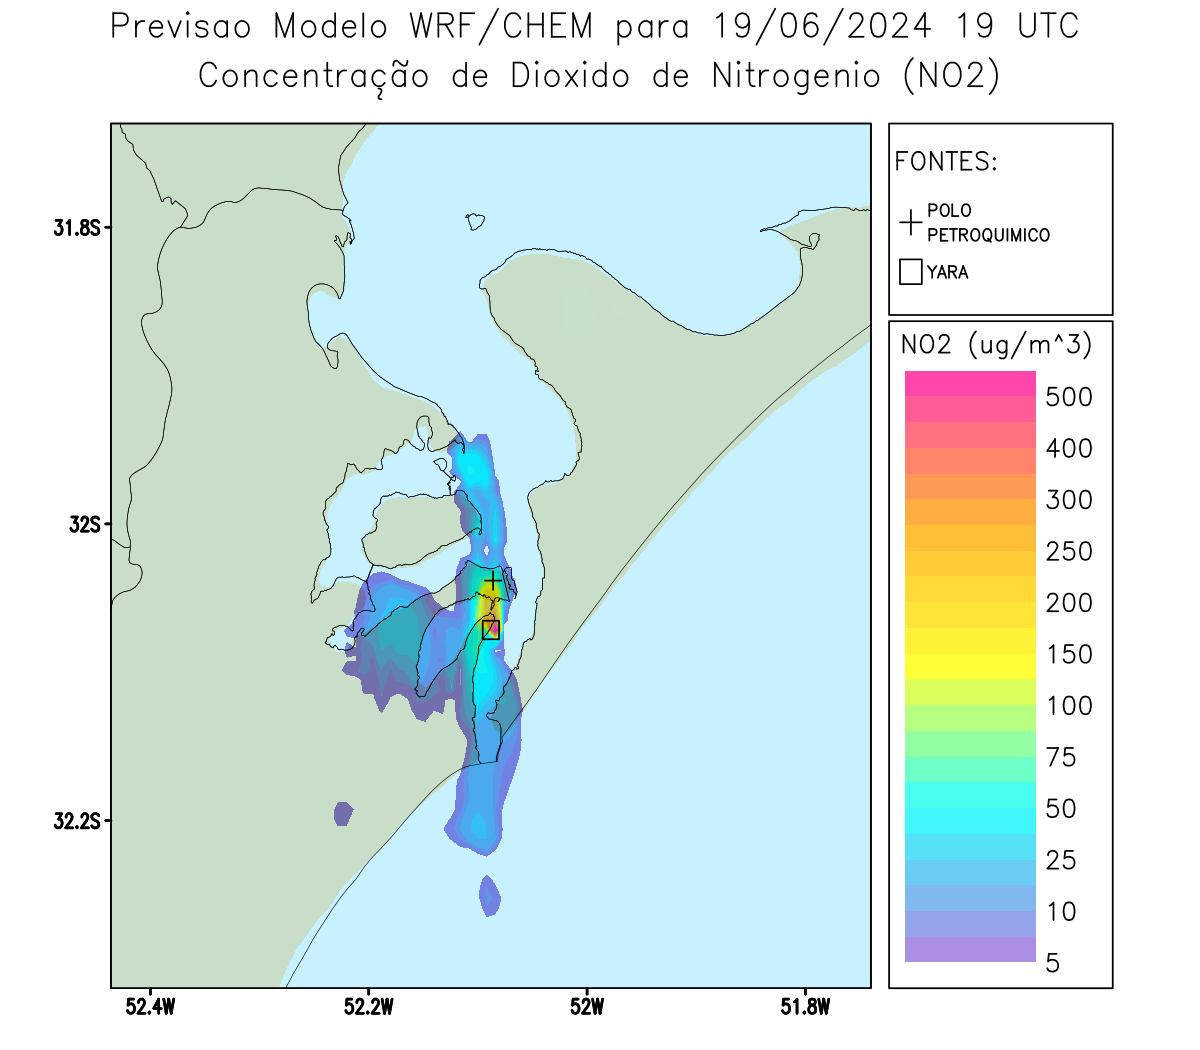 Previsao Modelo WRF/CHEM para 19/06/2024 19 UTC
Concentração de Dioxido de Nitrogenio (NO2)
FONTES:
POLO
PETROQUIMICO
YARA
NO2 (ug/m^3)
500
400
300
250
200
150
100
75
50
25
10
5
31.8S
32S
32.2S
52.4W
52.2W
52W
51.8W